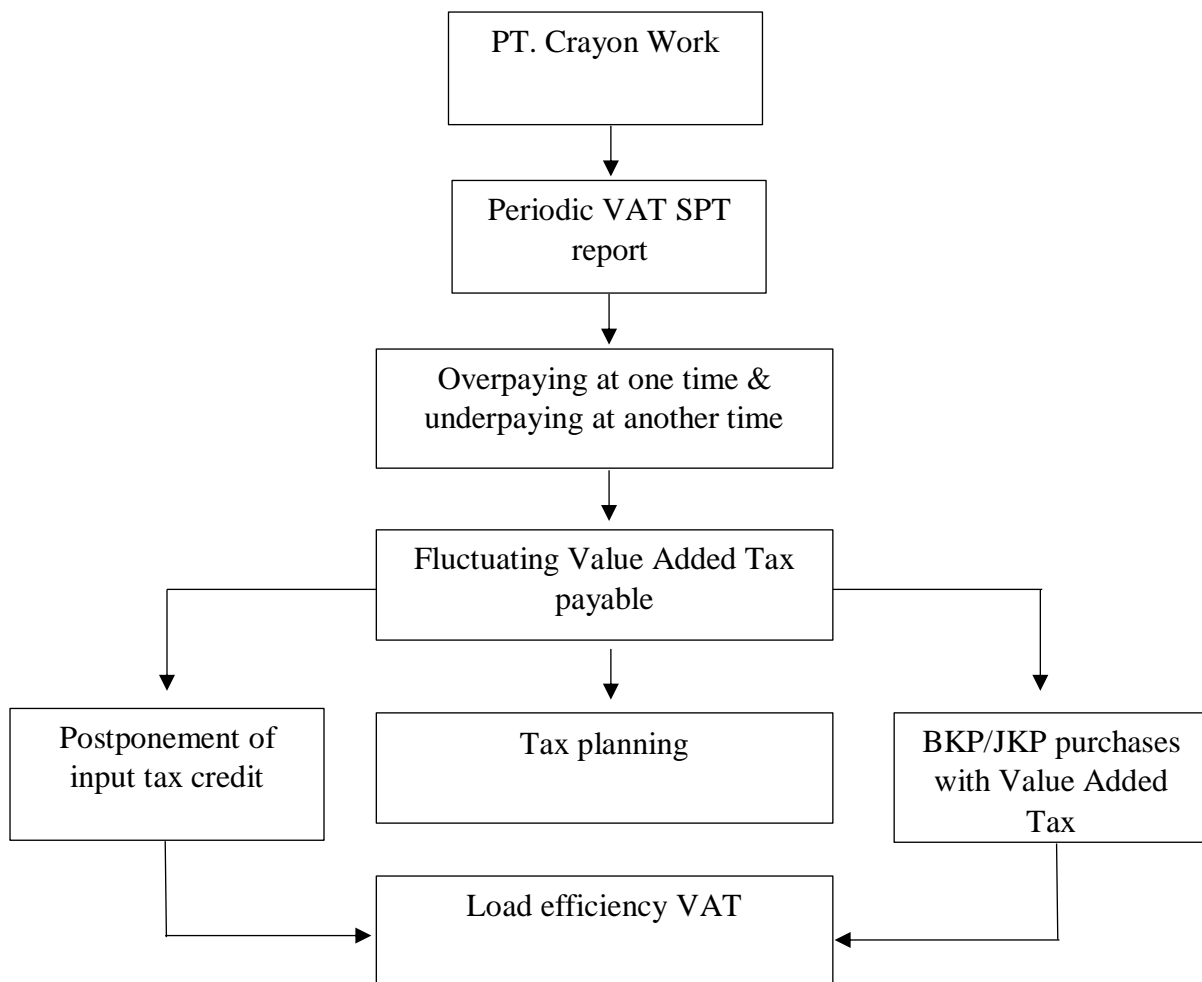 PT. Crayon Work
Periodic VAT SPT
report
Overpaying at one time &
underpaying at another time
Fluctuating Value Added Tax
payable
Postponement of
input tax credit
Tax planning
BKP/JKP purchases
with Value Added
Tax
Load efficiency VAT